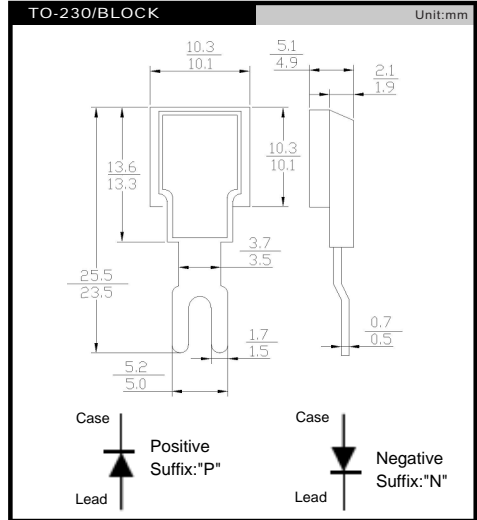 TO-230/BLOCK
Unit:mm
10.3
10.1
5.1
4.9
2.1
1.9
13.6
13.3
10.3
10.1
25.5
23.5
3.7
3.5
1.7
1.5
0.7
0.5
5.2
5.0
Case
Positive
Suffix:"P"
Lead
Case
Negative
Suffix:"N"
Lead